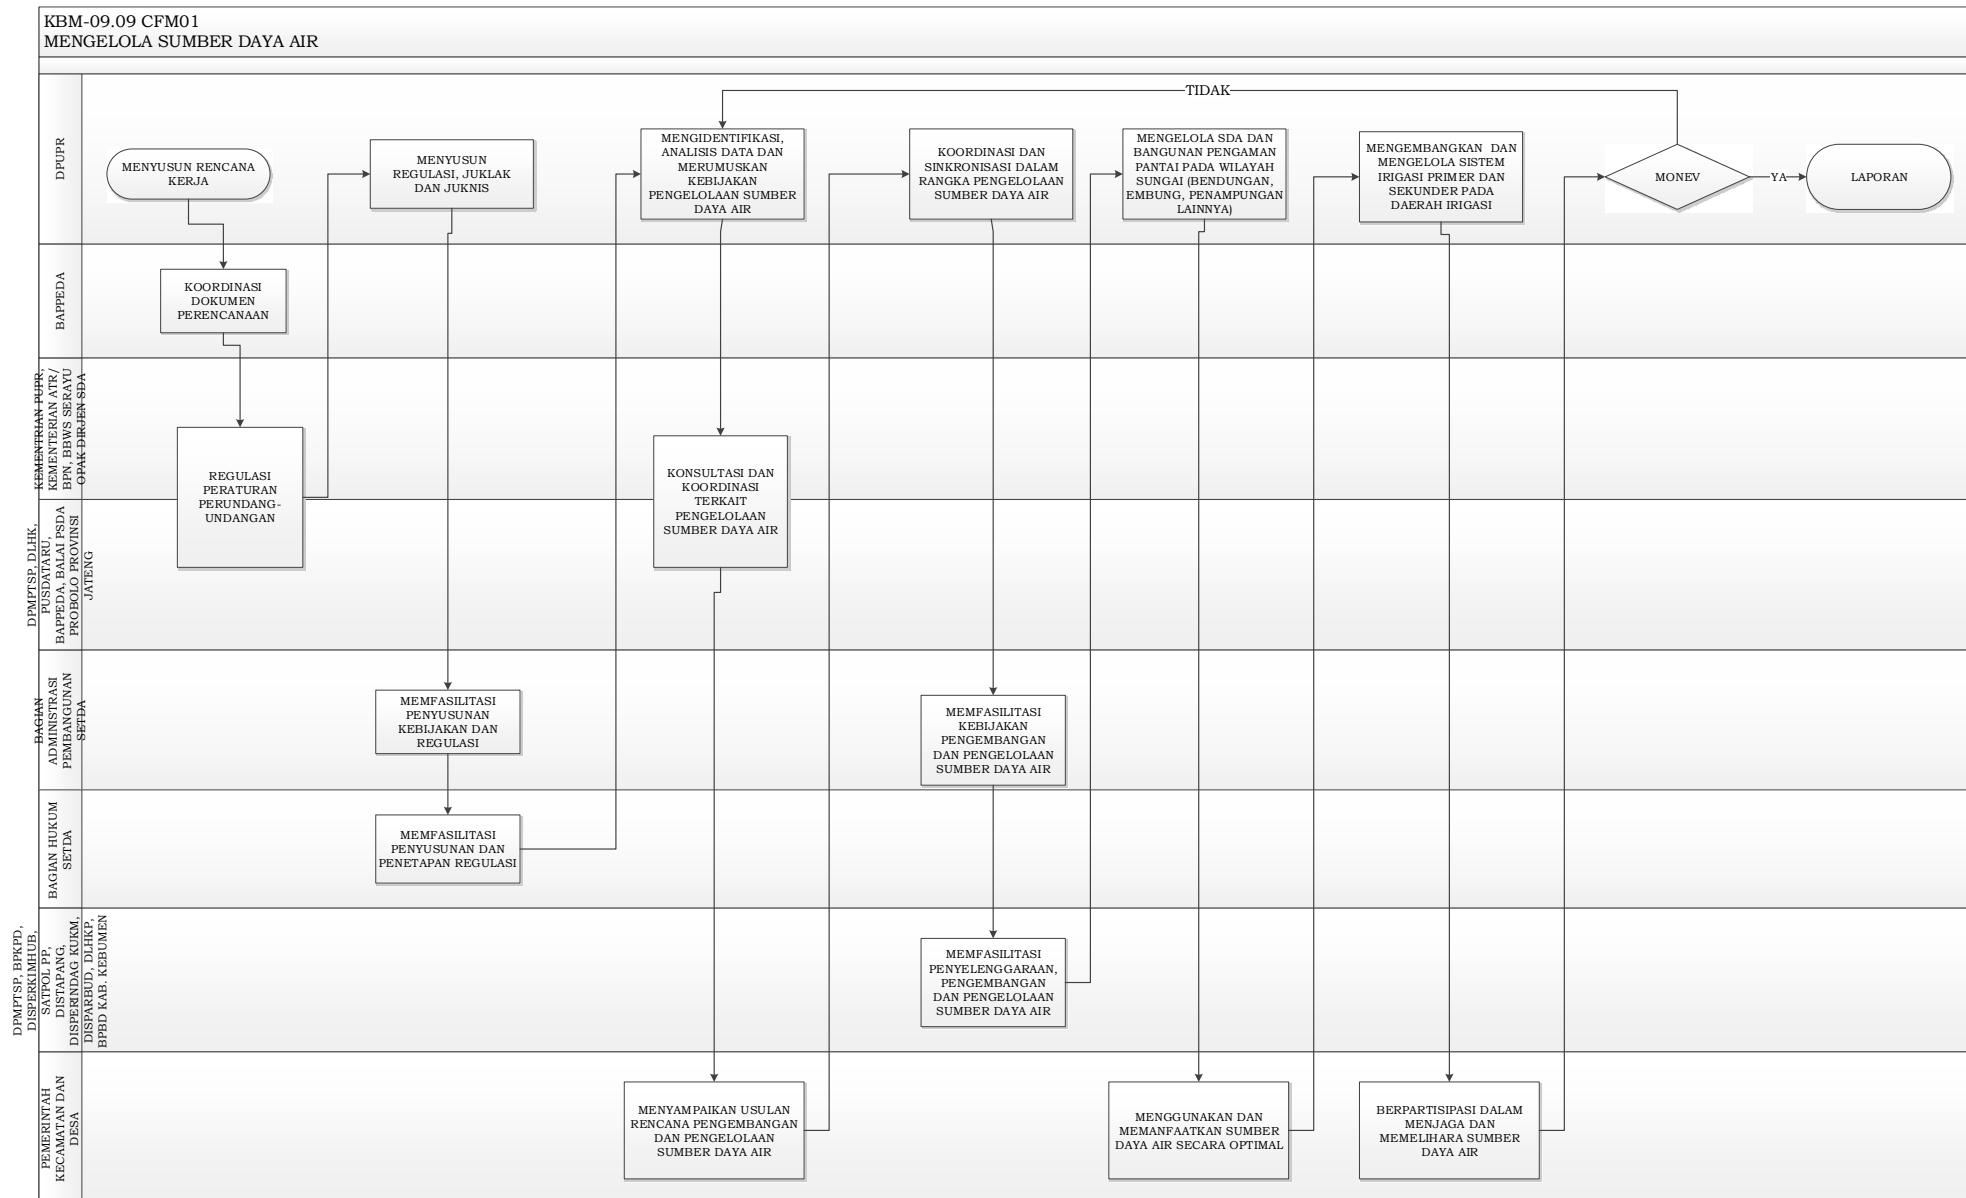 KBM-09.09 CFM01
MENGELOLA SUMBER DAYA AIR
DPUPR
MENYUSUN RENCANA
KERJA
MENYUSUN
REGULASI, JUKLAK
DAN JUKNIS
MENGIDENTIFIKASI,
ANALISIS DATA DAN
MERUMUSKAN
KEBIJAKAN
PENGELOLAAN SUMBER
DAYA AIR
KOORDINASI DAN
SINKRONISASI DALAM
RANGKA PENGELOLAAN
SUMBER DAYA AIR
MENGELOLA SDA DAN
BANGUNAN PENGAMAN
PANTAI PADA WILAYAH
SUNGAI (BENDUNGAN,
EMBUNG, PENAMPUNGAN
LAINNYA)
MENGEMBANGKAN  DAN
MENGELOLA SISTEM
IRIGASI PRIMER DAN
SEKUNDER PADA
DAERAH IRIGASI
TIDAK
MONEV
YA
LAPORAN
BAPPEDA
KOORDINASI
DOKUMEN
PERENCANAAN
KEMENTRIAN PUPR,
KEMENTERIAN ATR/
BPN, BBWS SERAYU
OPAK DIRJEN SDA
REGULASI
PERATURAN
PERUNDANG-
UNDANGAN
KONSULTASI DAN
KOORDINASI
TERKAIT
PENGELOLAAN
SUMBER DAYA AIR
DPMPTSP, DLHK,
PUSDATARU,
BAPPEDA, BALAI PSDA
PROBOLO PROVINSI
JATENG
BAGIAN
ADMINISTRASI
PEMBANGUNAN
SETDA
MEMFASILITASI
PENYUSUNAN
KEBIJAKAN DAN
REGULASI
MEMFASILITASI
KEBIJAKAN
PENGEMBANGAN
DAN PENGELOLAAN
SUMBER DAYA AIR
BAGIAN HUKUM
SETDA
MEMFASILITASI
PENYUSUNAN DAN
PENETAPAN REGULASI
DPMPTSP, BPKPD,
DISPERKIMHUB,
SATPOL PP,
DISTAPANG,
DISPERINDAG KUKM,
DISPARBUD, DLHKP,
BPBD KAB. KEBUMEN
MEMFASILITASI
PENYELENGGARAAN,
PENGEMBANGAN
DAN PENGELOLAAN
SUMBER DAYA AIR
PEMERINTAH
KECAMATAN DAN
DESA
MENYAMPAIKAN USULAN
RENCANA PENGEMBANGAN
DAN PENGELOLAAN
SUMBER DAYA AIR
MENGGUNAKAN DAN
MEMANFAATKAN SUMBER
DAYA AIR SECARA OPTIMAL
BERPARTISIPASI DALAM
MENJAGA DAN
MEMELIHARA SUMBER
DAYA AIR